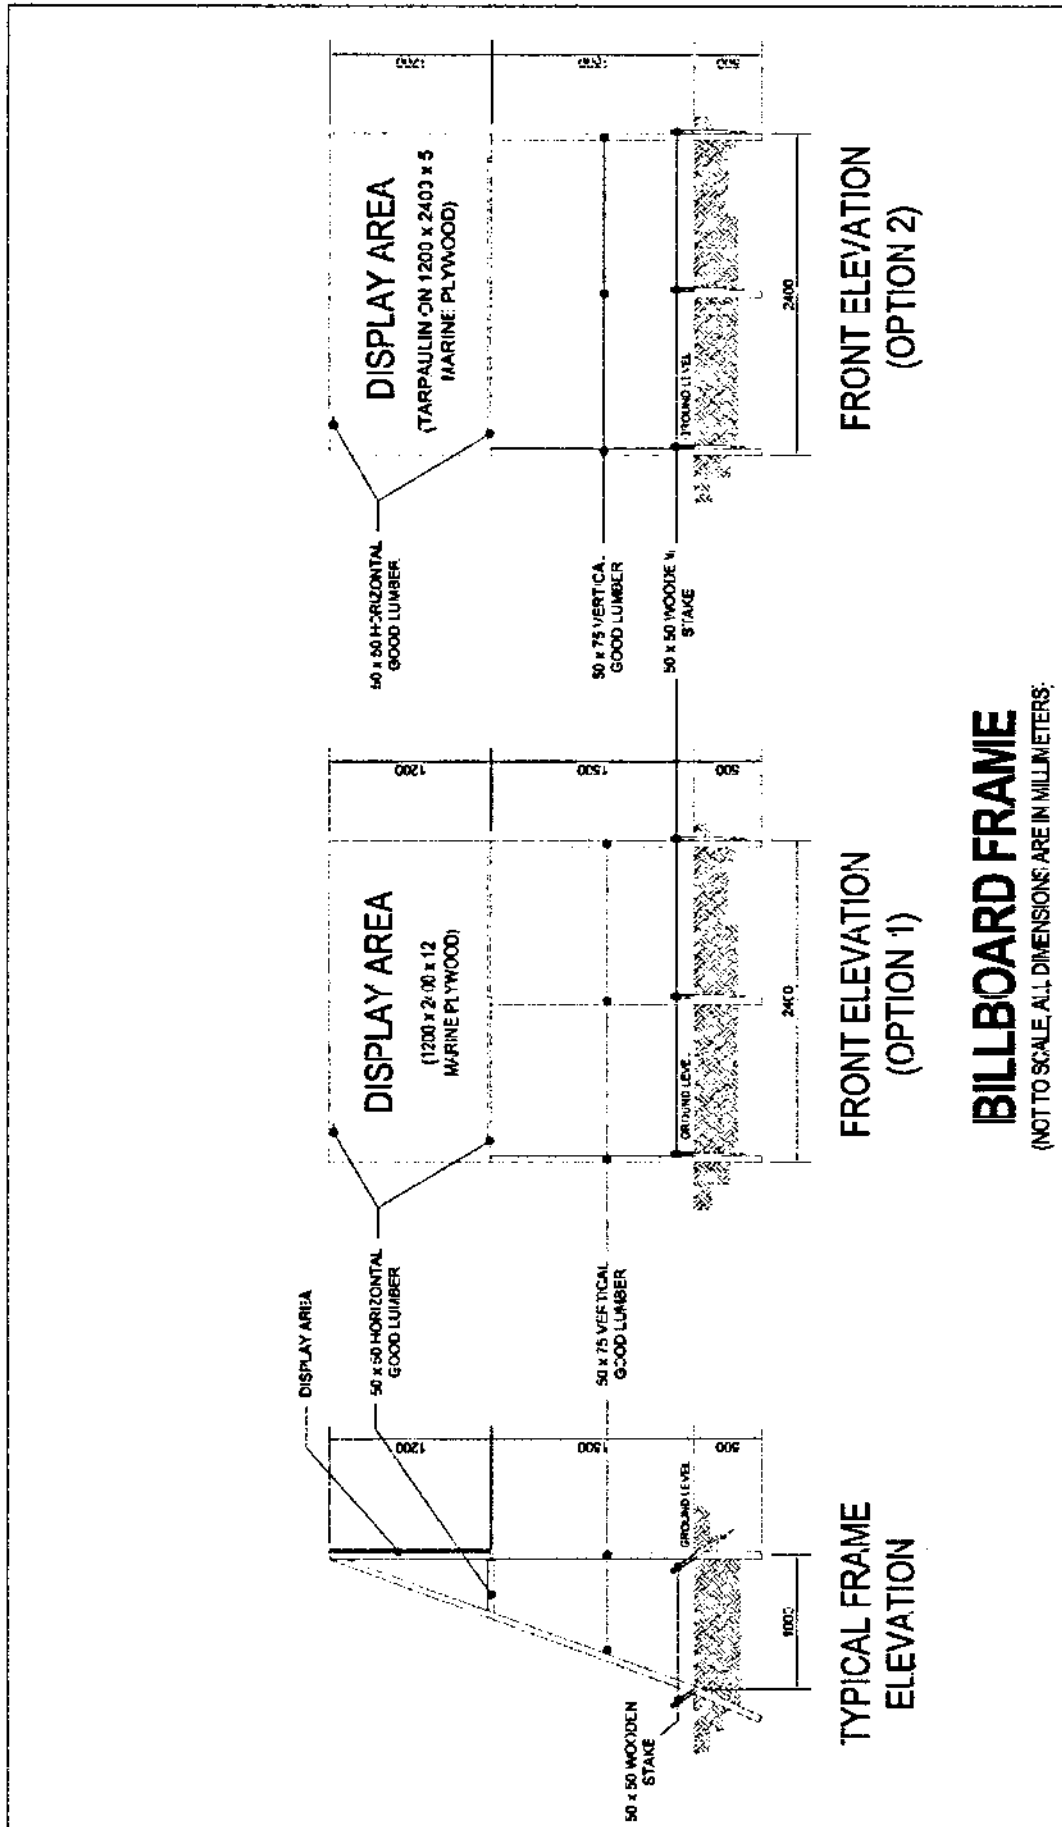 DISPLAY AREA
50 x 50 HORIZONTAL
GOOD LUMBER
1200
1500
500
GROUND LEVEL
50 x 50 WOODEN
STAKE
1000
TYPICAL FRAME
ELEVATION
50 x 75 VERTICAL
GOOD LUMBER
DISPLAY AREA
(1200 x 2400 x 12
MARINE PLYWOOD)
1200
1500
500
GROUND LEVEL
2400
FRONT ELEVATION
(OPTION 1)
50 x 50 HORIZONTAL
GOOD LUMBER
50 x 75 VERTICAL
GOOD LUMBER
50 x 50 WOODEN
STAKE
DISPLAY AREA
(TARPAULIN ON 1200 x 2400 x 5
MARINE PLYWOOD)
1200
GROUND LEVEL
2400
FRONT ELEVATION
(OPTION 2)
BILLBOARD FRAME
(NOT TO SCALE, ALL DIMENSIONS ARE IN MILLIMETERS)